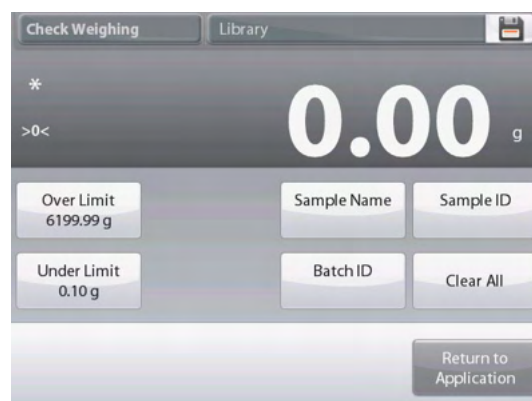 Check Weighing
Library
*
>0<
0.00 g
Over Limit
6199.99 g
Sample Name
Sample ID
Under Limit
0.10 g
Batch ID
Clear All
Return to
Application